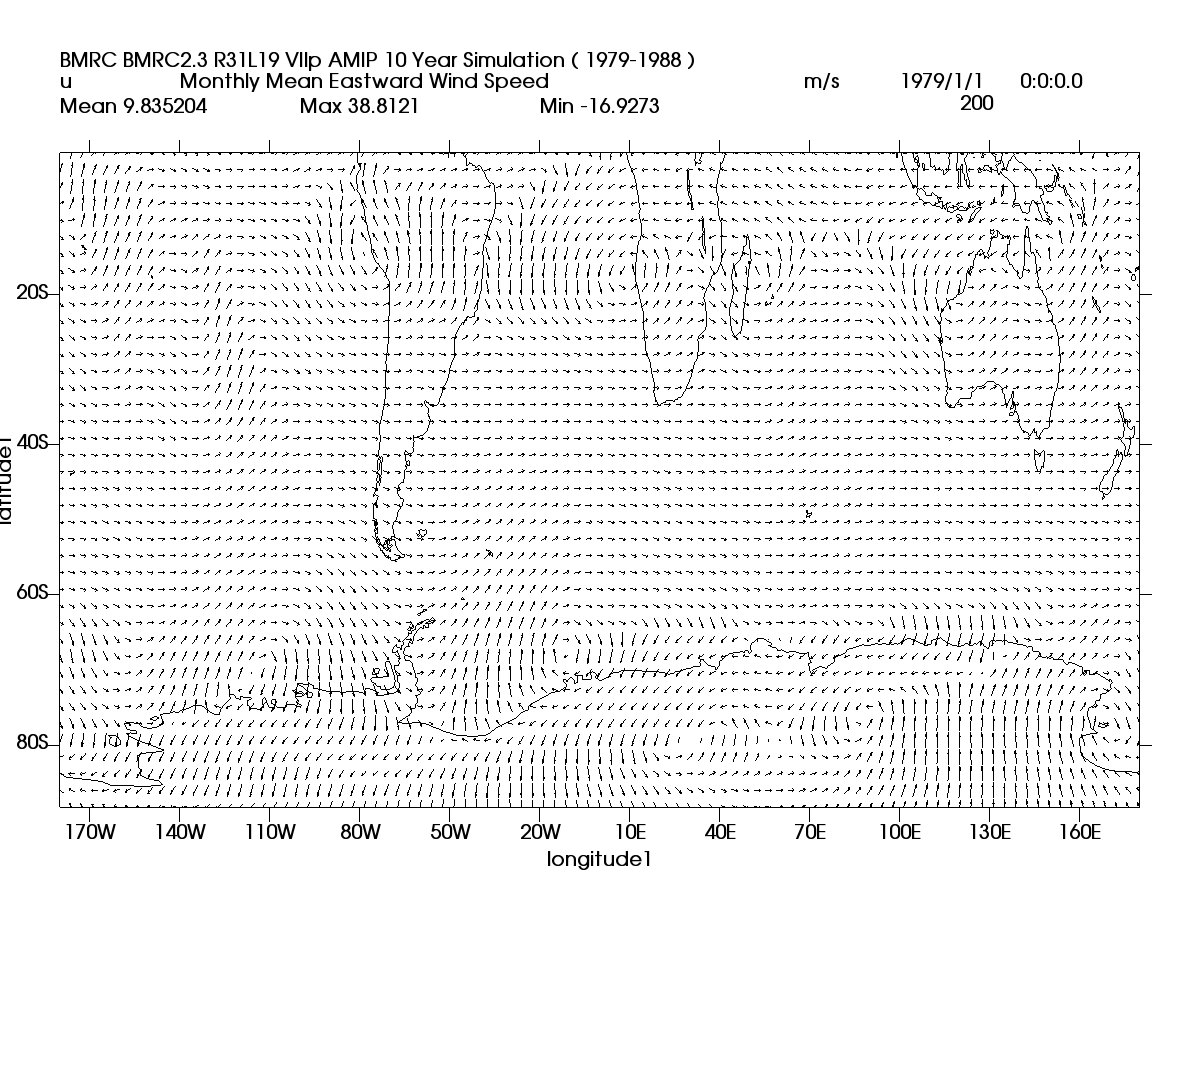 BMRC BMRC2.3 R31L19 VIIp AMIP 10 Year Simulation ( 1979-1988 )
u Monthly Mean Eastward Wind Speed m/s 1979/1/1 0:0:0.0
Mean 9.835204 Max 38.8121 Min -16.9273 200
20S
40S
latitude1
60S
80S
170W 140W 110W 80W 50W 20W 10E 40E 70E 100E 130E 160E
longitude1